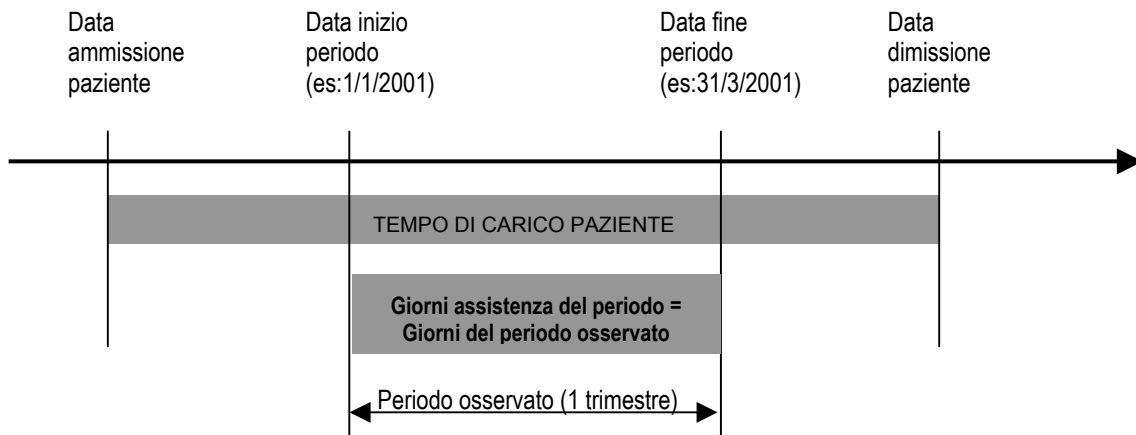 Data
ammissione
paziente
Data inizio
periodo
(es:1/1/2001)
Data fine
periodo
(es:31/3/2001)
Data
dimissione
paziente
TEMPO DI CARICO PAZIENTE
Giorni assistenza del periodo =
Giorni del periodo osservato
Periodo osservato (1 trimestre)